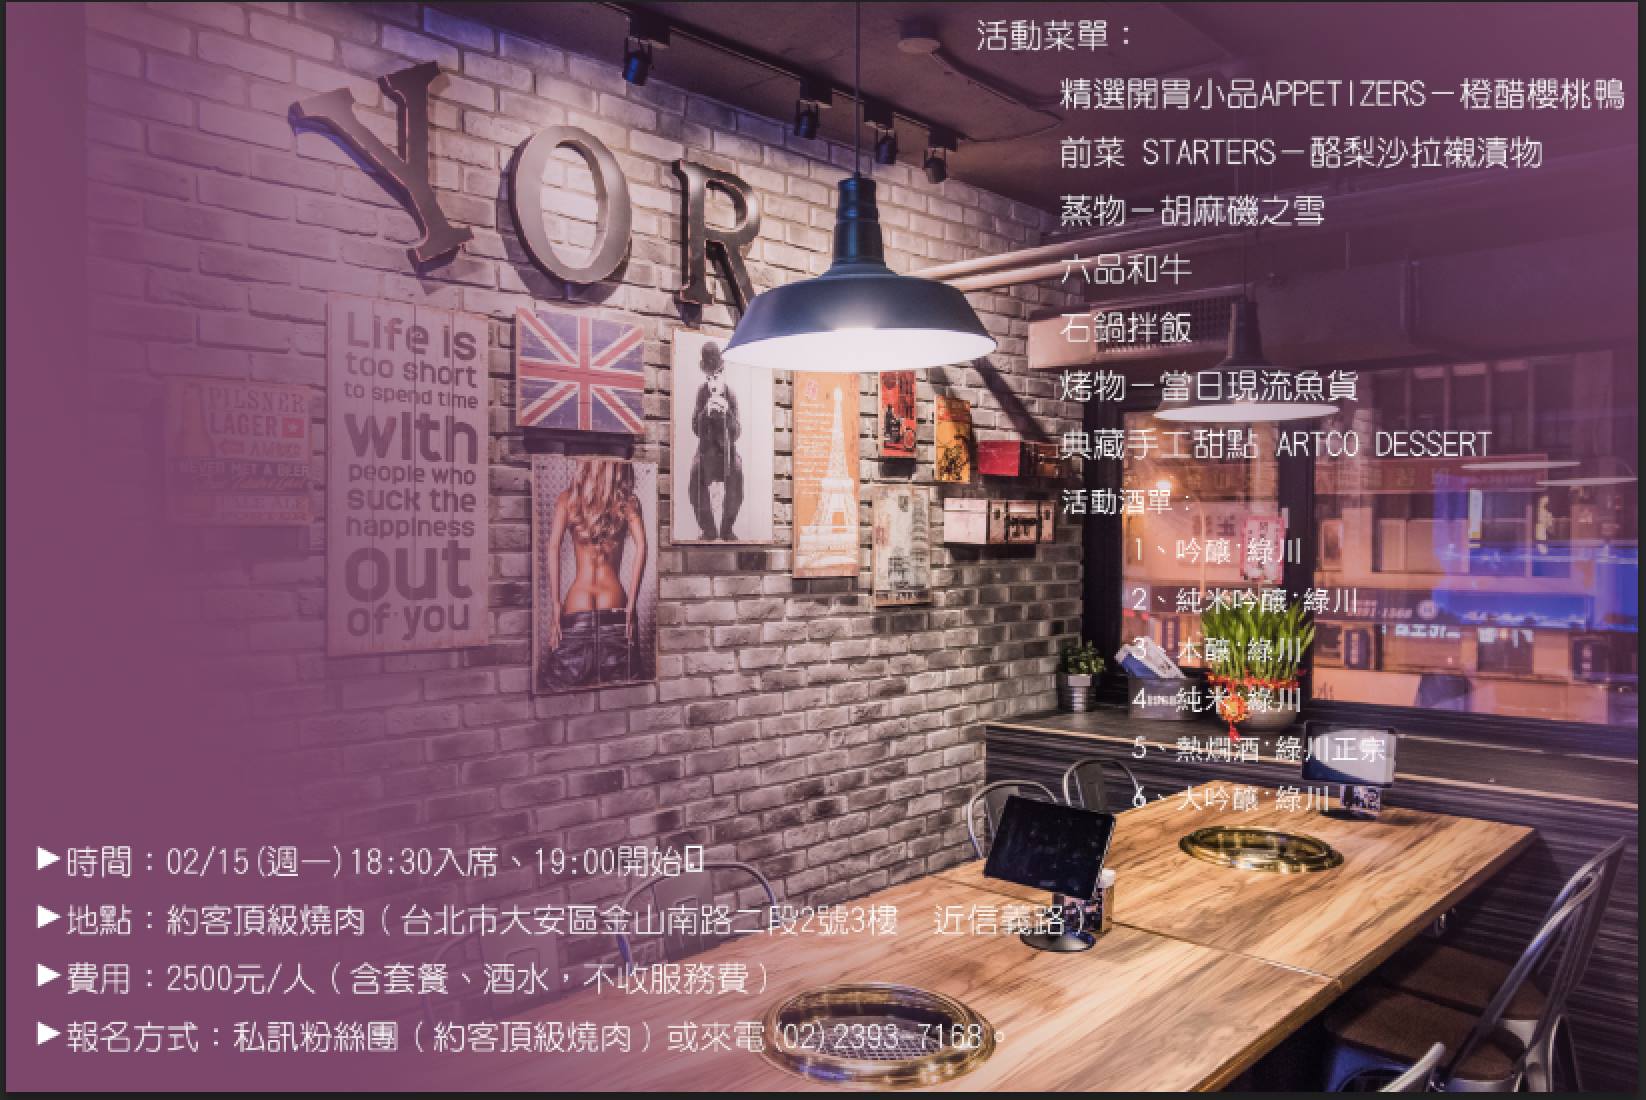 活動菜單：
精選開胃小品APPETIZERS－橙醋櫻桃鴨
前菜 STARTERS－酪梨沙拉襯漬物
蒸物－胡麻磯之雪
六品和牛
石鍋拌飯
烤物－當日現流魚貨
典藏手工甜點 ARTCO DESSERT
活動酒單：
1、吟釀˙綠川
2、純米吟釀˙綠川
3、本釀˙綠川
4、純米˙綠川
5、熱燗酒˙綠川正宗
6、大吟釀˙綠川
YOR
Life is
too short
to spend time
with
people who
suck the
happiness
out
of you
PILSNER
LAGER
AMBER
NEVER MET A BEER
PALE ALE
►時間：02/15(週一)18:30入席、19:00開始
►地點：約客頂級燒肉（台北市大安區金山南路二段2號3樓　近信義路）
►費用：2500元/人（含套餐、酒水，不收服務費）
►報名方式：私訊粉絲團（約客頂級燒肉）或來電(02)2393-7168。